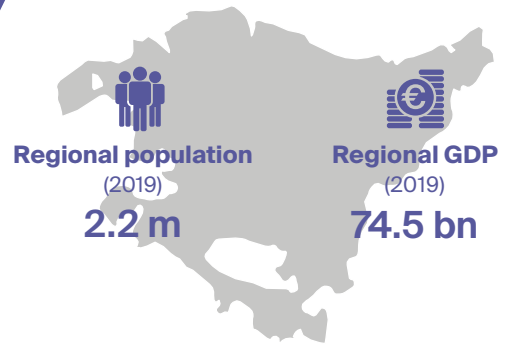 Regional population
(2019)
2.2 m
€
Regional GDP
(2019)
74.5 bn